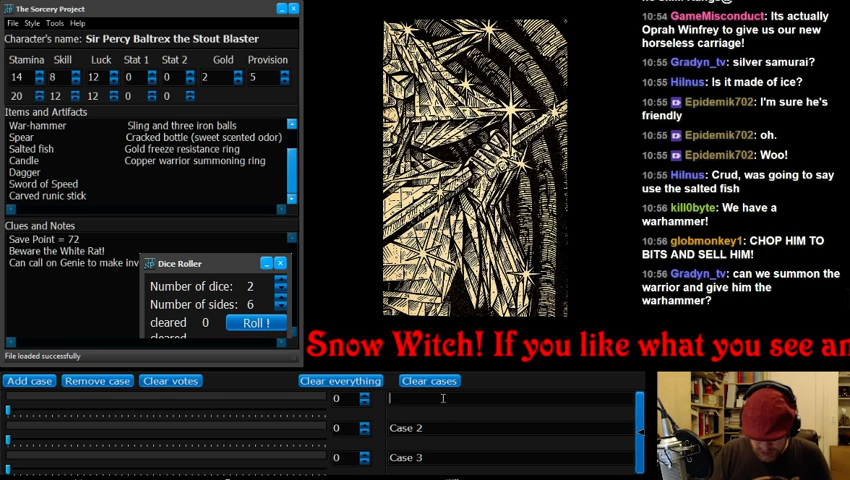 The Sorcery Project
File Style Tools Help
Character's name: Sir Percy Baltrex the Stout Blaster
Stamina Skill Luck Stat 1 Stat 2 Gold Provision
14 8 12 0 0 2 5
20 12 12 0 0
Items and Artifacts
War-hammer Sling and three iron balls
Spear Cracked bottle (sweet scented odor)
Salted fish Gold freeze resistance ring
Candle Copper warrior summoning ring
Dagger
Sword of Speed
Carved runic stick
Clues and Notes
Save Point = 72
Beware the White Rat!
Can call on Genie to make inv
Dice Roller
Number of dice: 2
Number of sides: 6
cleared 0 Roll !
cleared
File loaded successfully
10:54 GameMisconduct: Its actually
Oprah Winfrey to give us our new
horseless carriage!
10:55 Gradyn_tv: silver samurai?
10:55 Hilnus: Is it made of ice?
10:55 Epidemik702: I'm sure he's
friendly
10:55 Epidemik702: oh.
10:55 Epidemik702: Woo!
10:55 Hilnus: Crud, was going to say
use the salted fish
10:56 kill0byte: We have a
warhammer!
10:56 globmonkey1: CHOP HIM TO
BITS AND SELL HIM!
10:56 Gradyn_tv: can we summon the
warrior and give him the
warhammer?
Snow Witch! If you like what you see an
Add case Remove case Clear votes Clear everything Clear cases
0
0 Case 2
0 Case 3